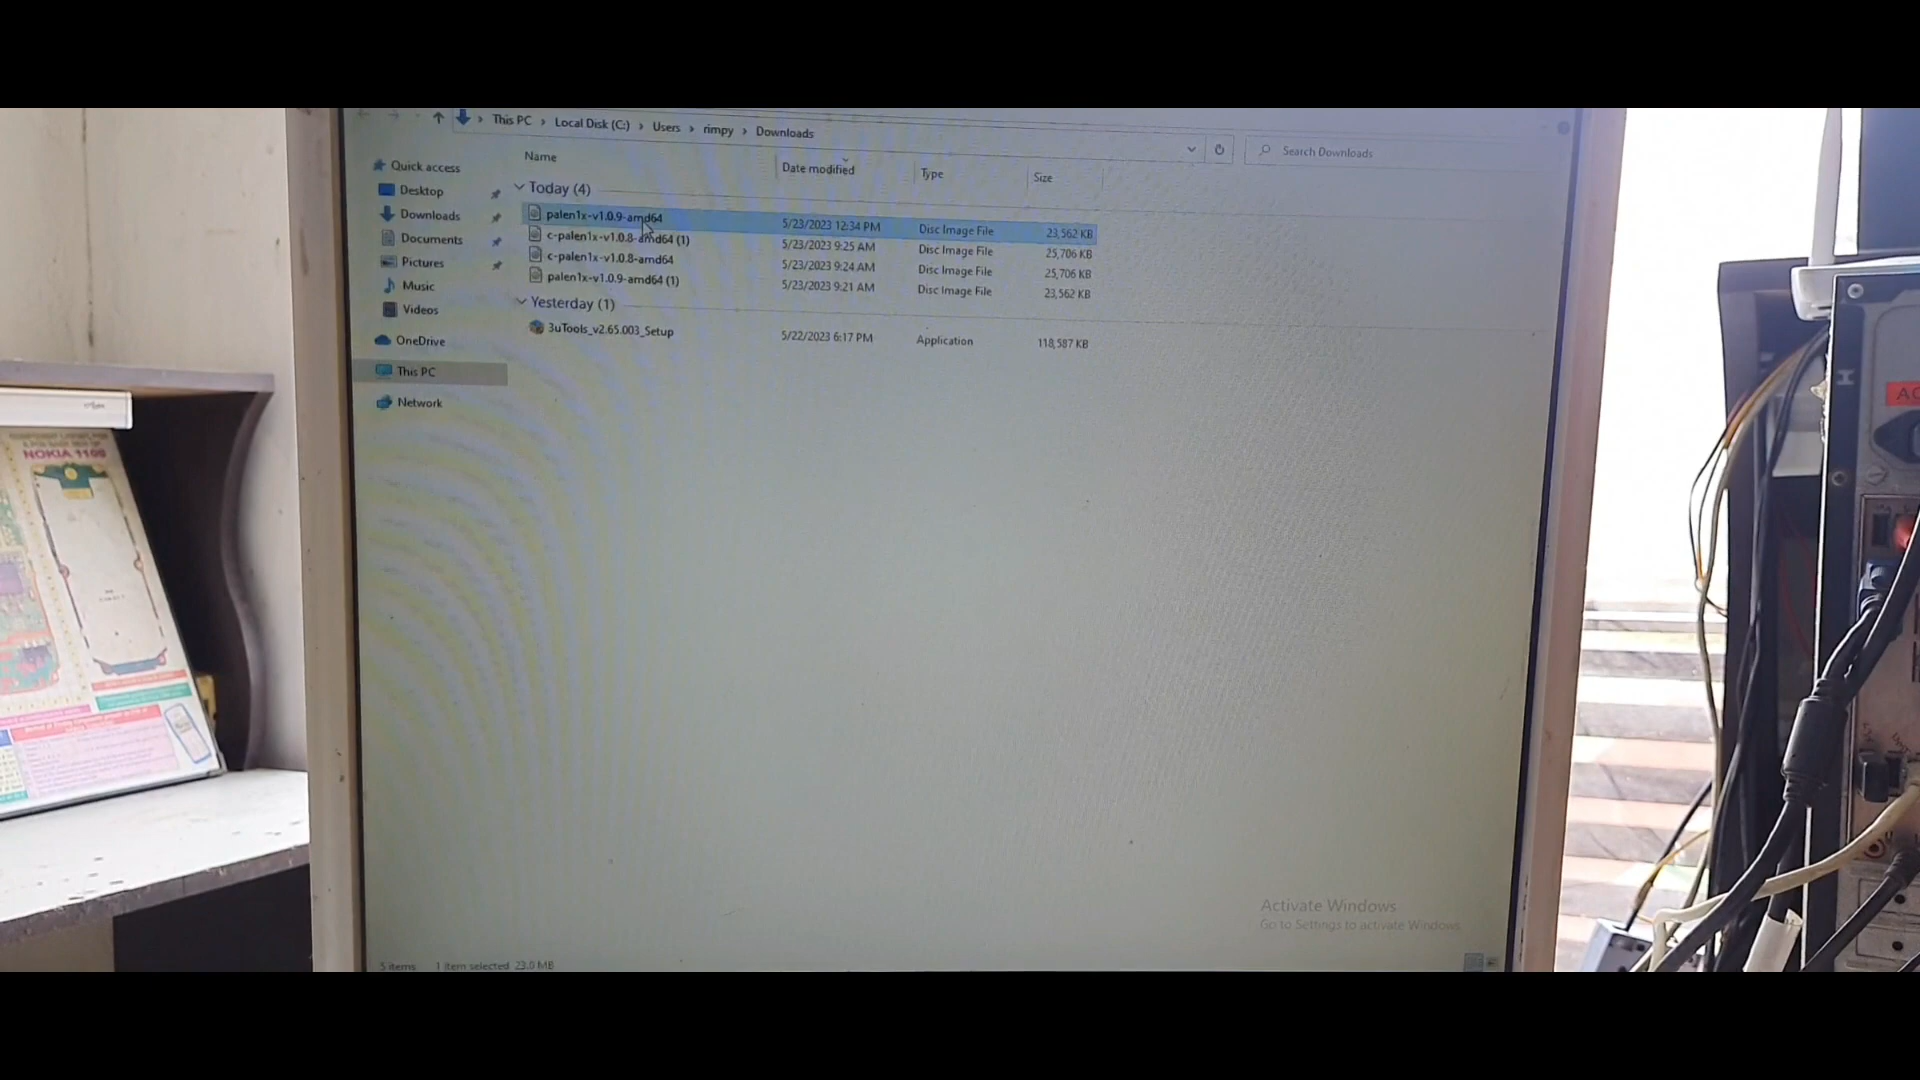 This PC > Local Disk (C:) > Users > rimpy > Downloads
Search Downloads
Name Date modified Type Size
Quick access
Desktop
Downloads
Documents
Pictures
Music
Videos
OneDrive
This PC
Network
Today (4)
palen1x-v1.0.9-amd64 5/23/2023 12:34 PM Disc Image File 23,562 KB
c-palen1x-v1.0.8-amd64 (1) 5/23/2023 9:25 AM Disc Image File 25,706 KB
c-palen1x-v1.0.8-amd64 5/23/2023 9:24 AM Disc Image File 25,706 KB
palen1x-v1.0.9-amd64 (1) 5/23/2023 9:21 AM Disc Image File 23,562 KB
Yesterday (1)
3uTools_v2.65.003_Setup 5/22/2023 6:17 PM Application 118,587 KB
Activate Windows
Go to Settings to activate Windows.
5 items 1 item selected 23.0 MB
NOKIA 1100
AC